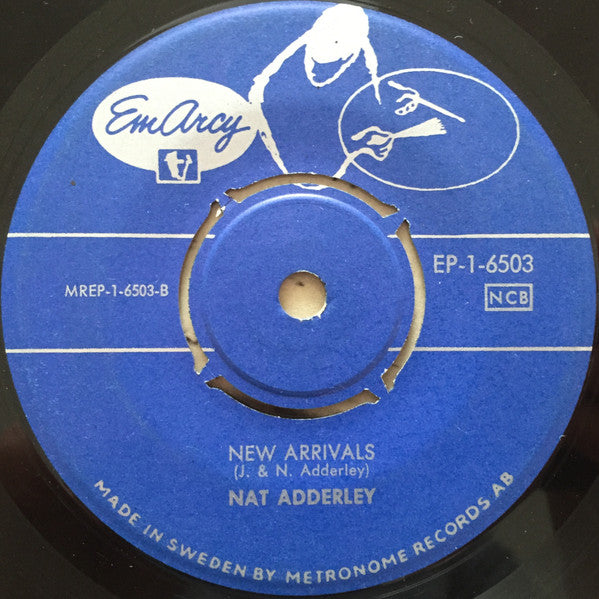 EmArcy
MREP-1-6503-B
EP-1-6503
NCB
NEW ARRIVALS
(J. & N. Adderley)
NAT ADDERLEY
MADE IN SWEDEN BY METRONOME RECORDS AB